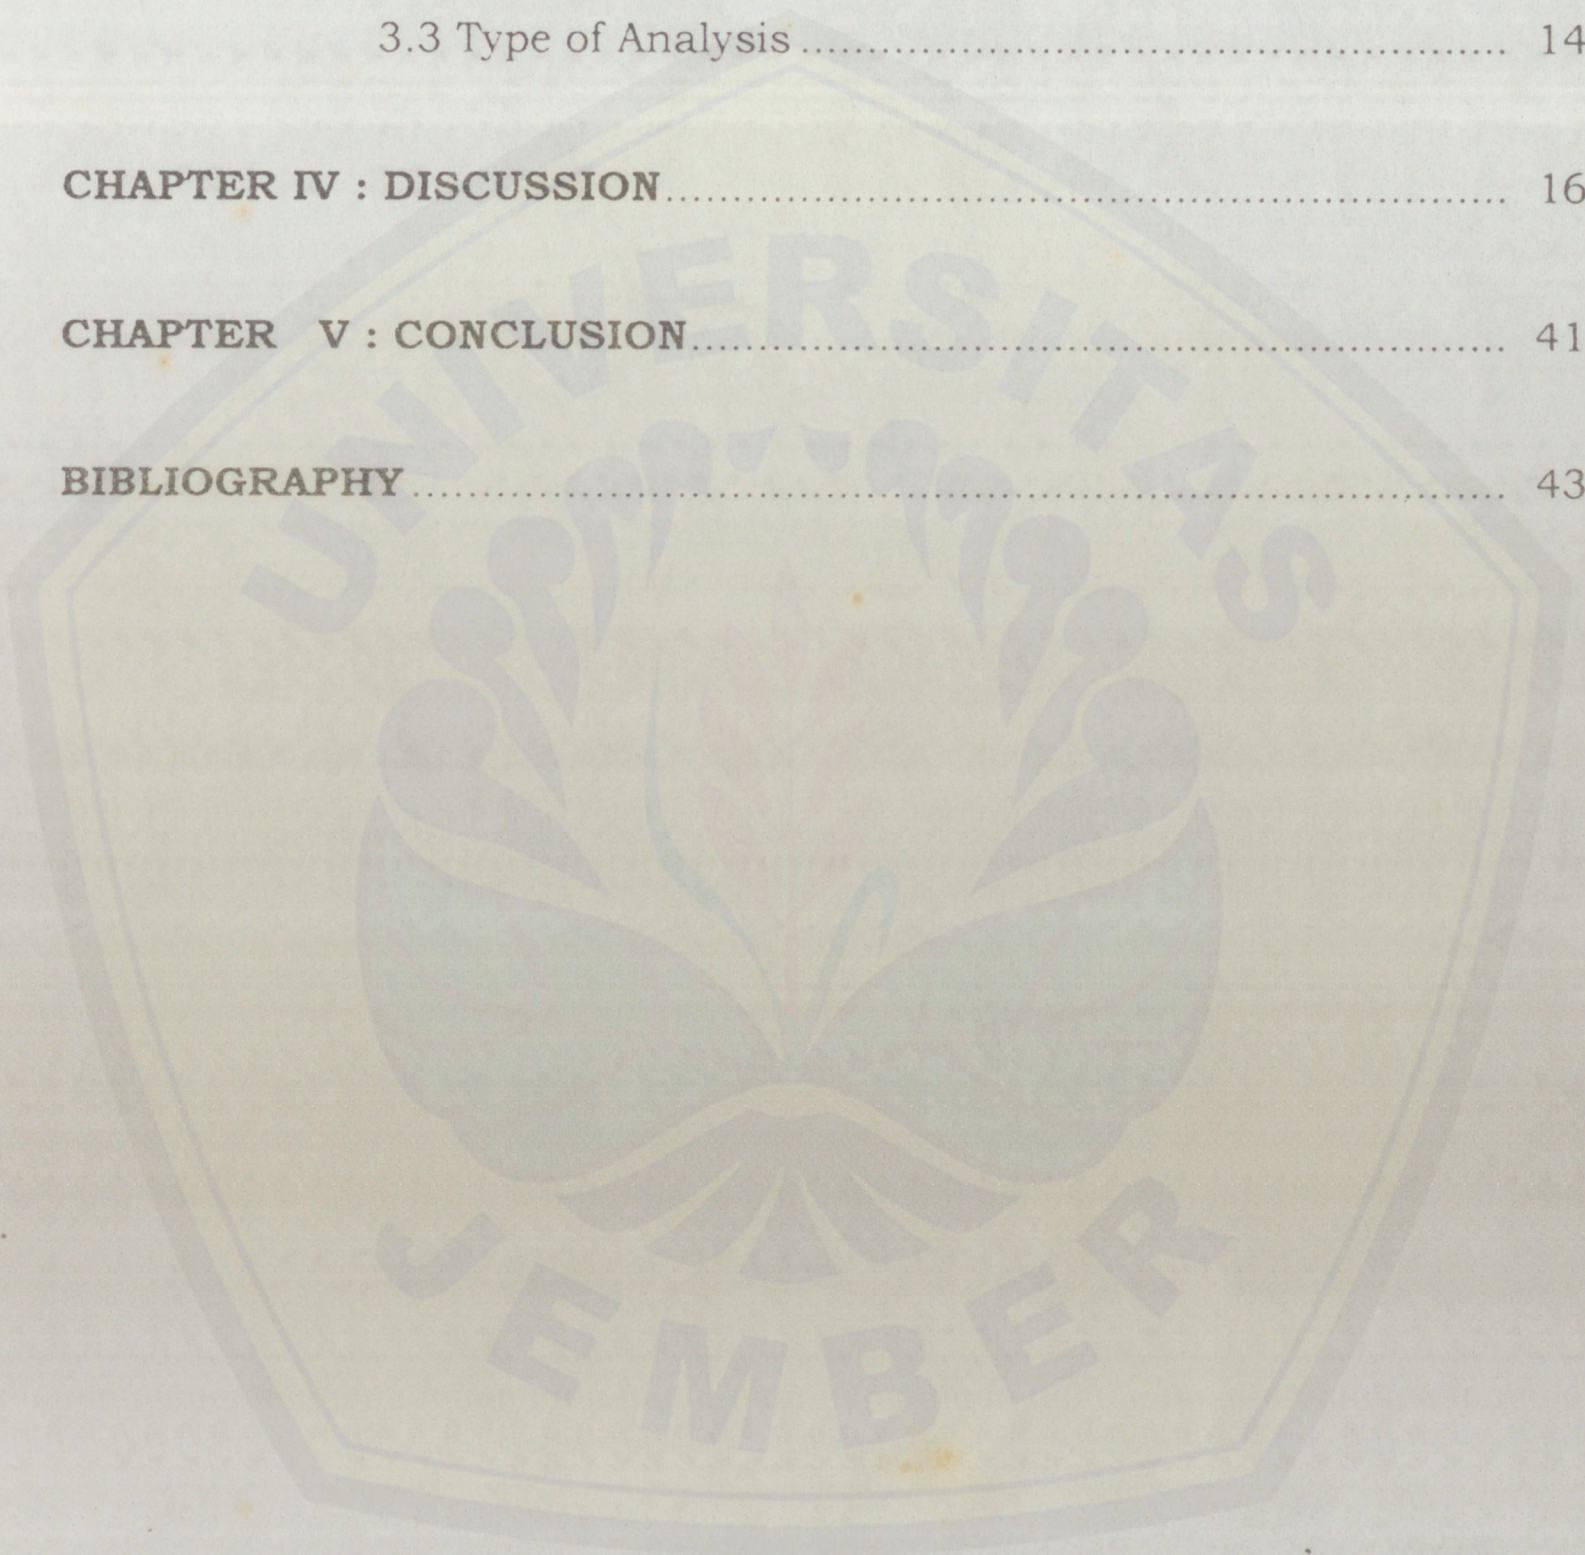 3.3 Type of Analysis ........................................................ 14
CHAPTER IV : DISCUSSION ........................................................ 16
CHAPTER V : CONCLUSION ........................................................ 41
BIBLIOGRAPHY ........................................................ 43
UNIVERSITAS
JEMBER